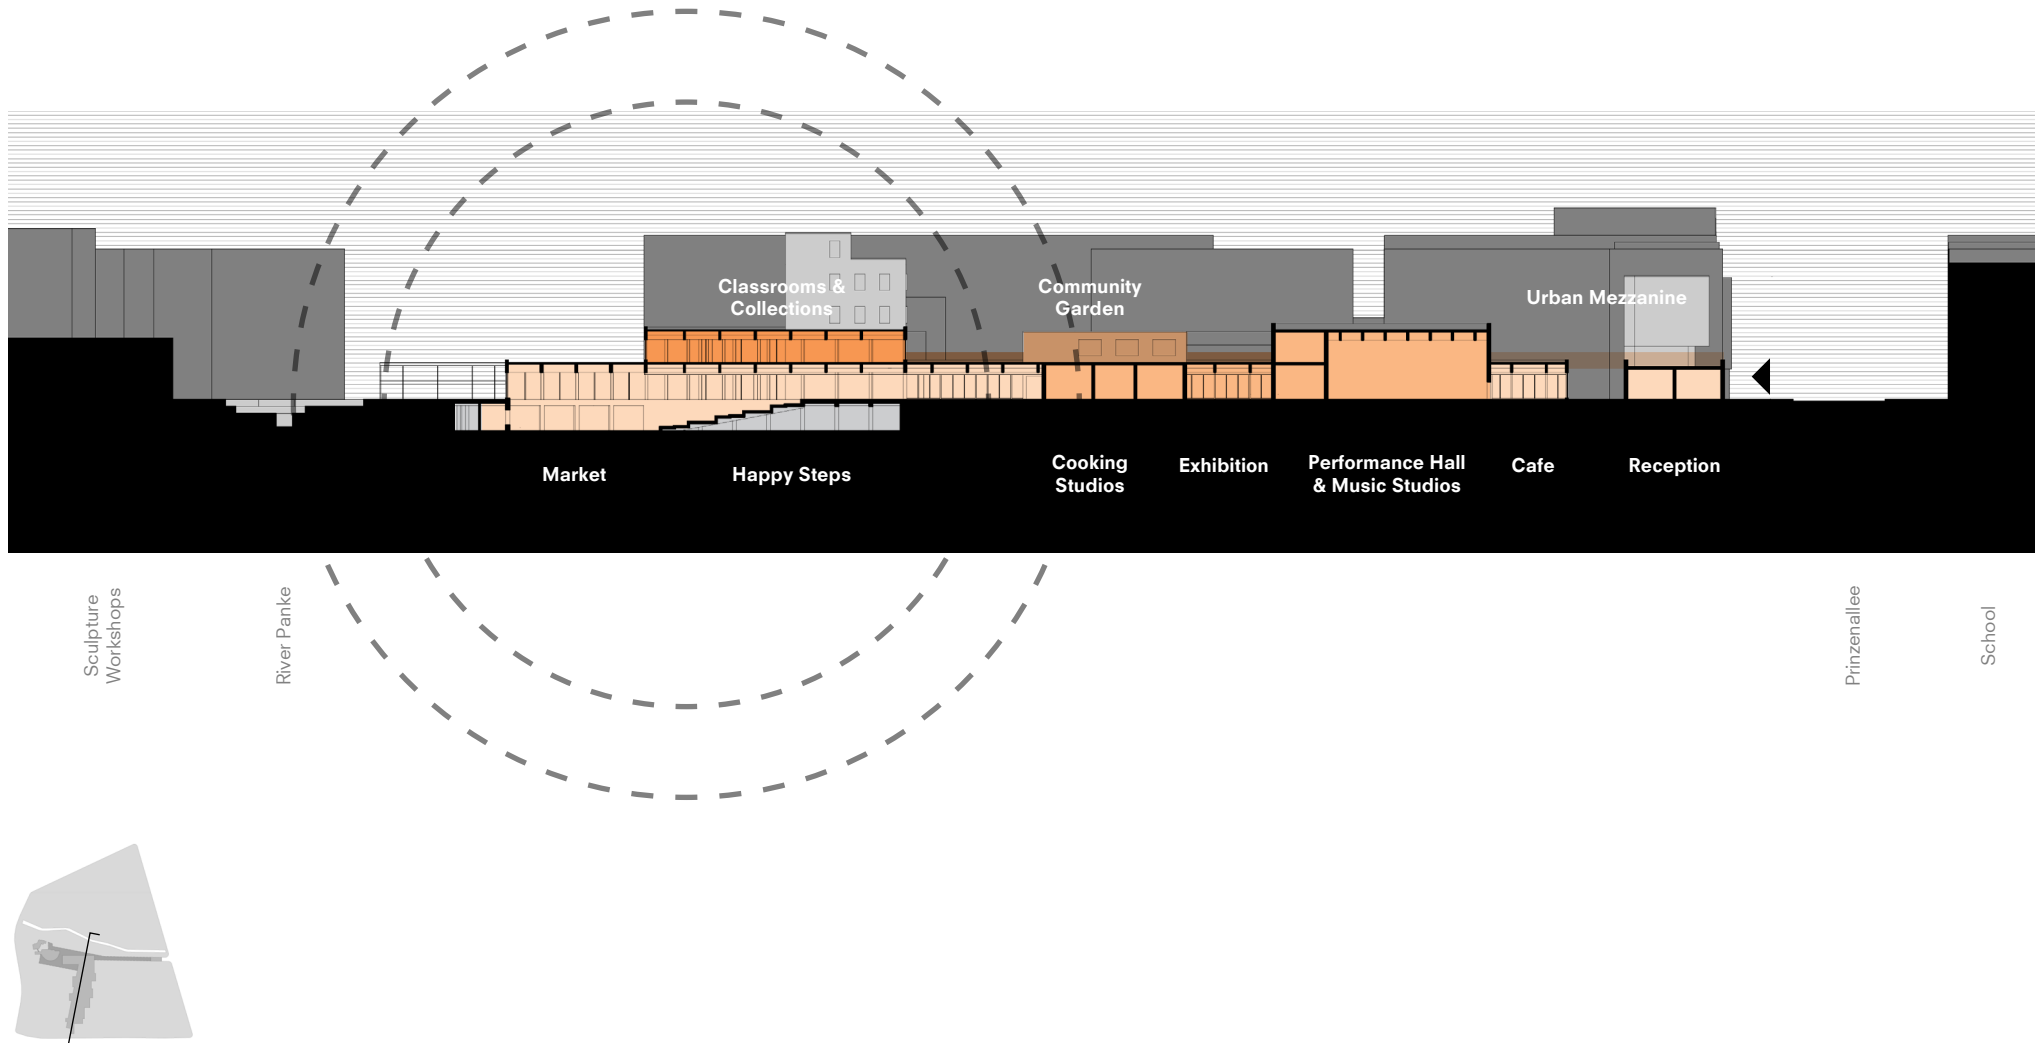 Classrooms &
Collections
Community
Garden
Urban Mezzanine
Market
Happy Steps
Cooking
Studios
Exhibition
Performance Hall
& Music Studios
Cafe
Reception
Sculpture
Workshops
River Panke
Prinzenallee
School